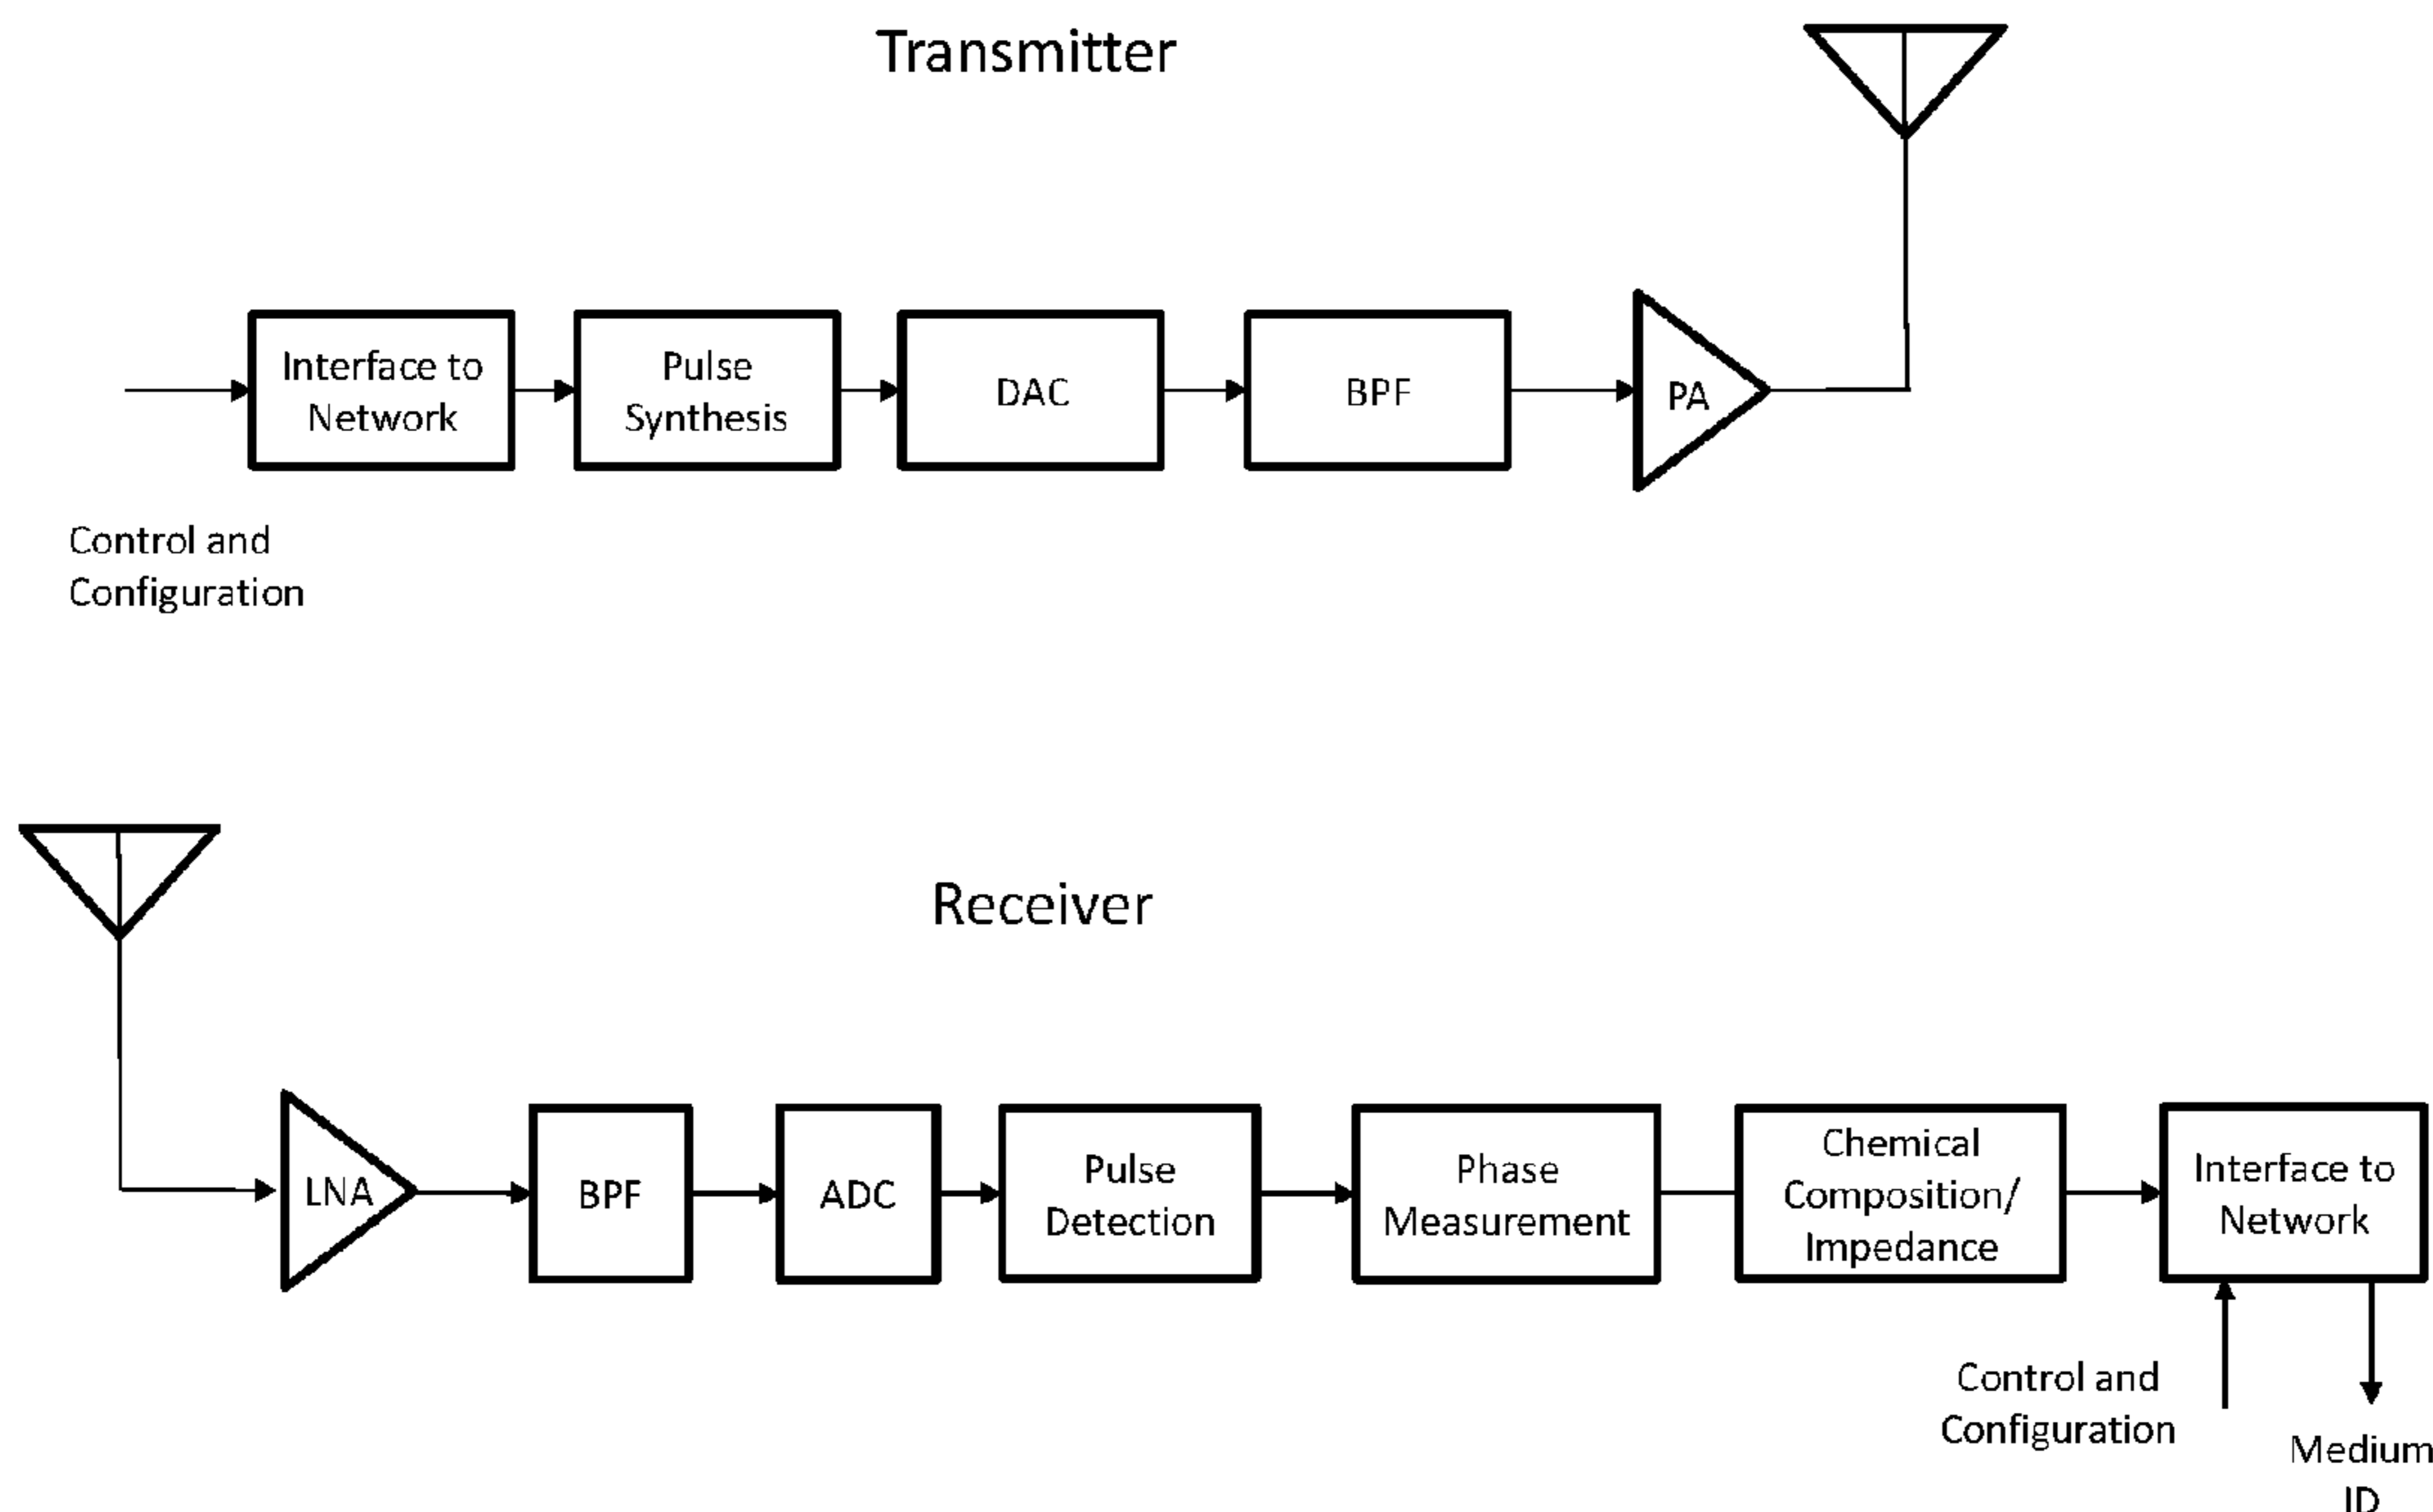 Transmitter
Interface to
Network
Pulse
Synthesis
DAC
BPF
PA
Control and
Configuration
Receiver
LNA
BPF
ADC
Pulse
Detection
Phase
Measurement
Chemical
Composition/
Impedance
Interface to
Network
Control and
Configuration
Medium
ID